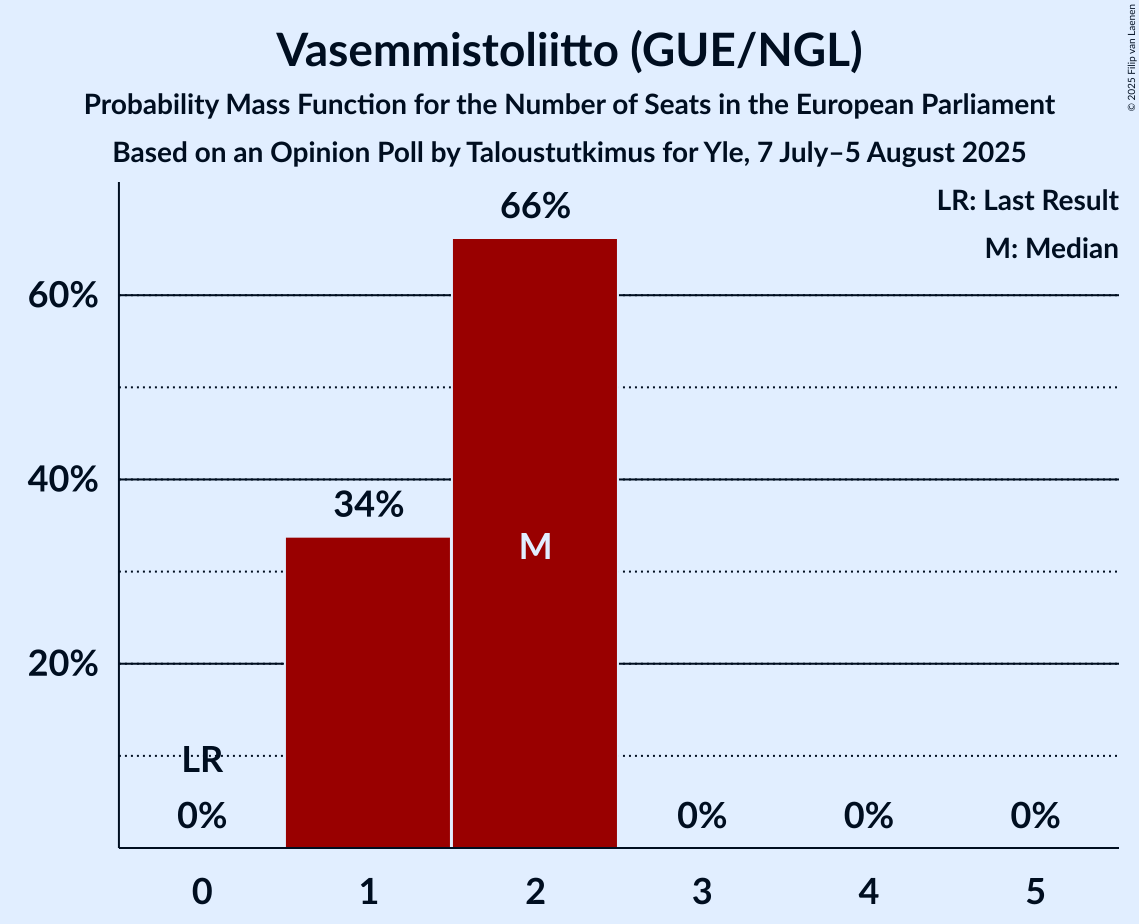 Vasemmistoliitto (GUE/NGL)
Probability Mass Function for the Number of Seats in the European Parliament
Based on an Opinion Poll by Taloustutkimus for Yle, 7 July–5 August 2025
© 2025 Filip van Laenen
LR: Last Result
M: Median
66%
60%
40%
34%
M
20%
LR
0%
0%
0%
0%
0
1
2
3
4
5